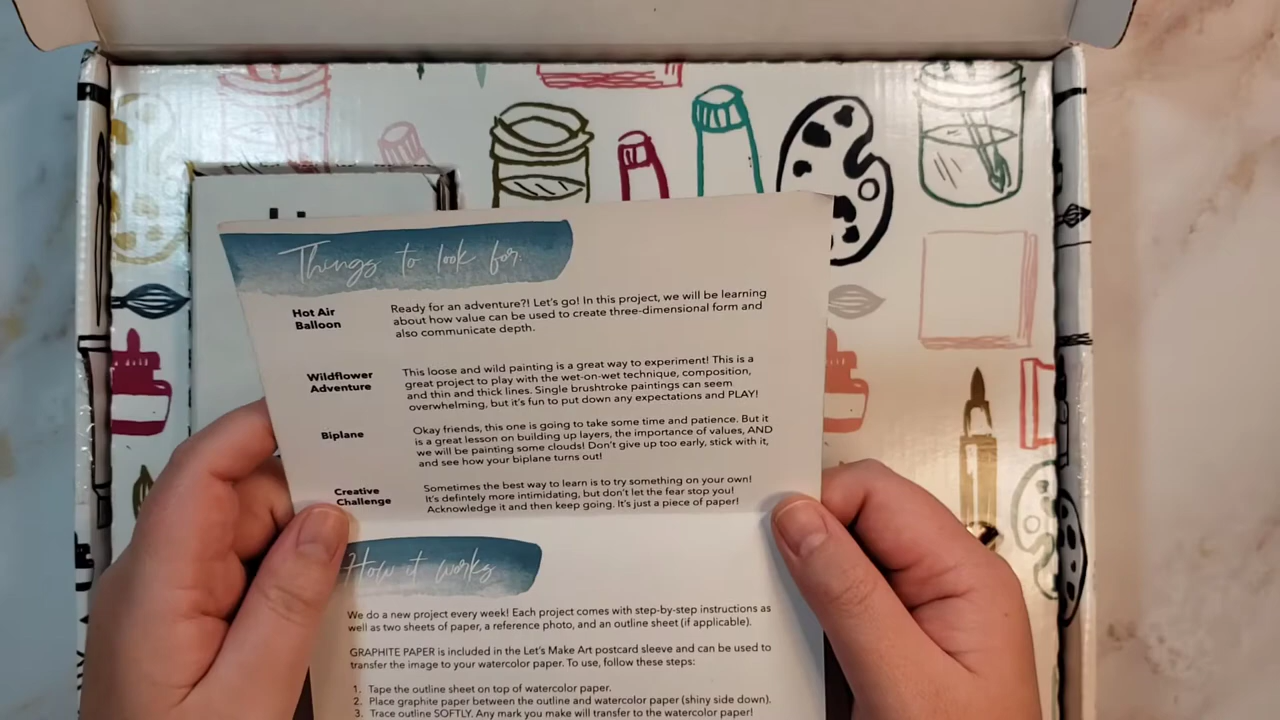 Things to look for:
Hot Air
Balloon
Ready for an adventure?! Let's go! In this project, we will be learning
about how value can be used to create three-dimensional form and
also communicate depth.
Wildflower
Adventure
This loose and wild painting is a great way to experiment! This is a
great project to play with the wet-on-wet technique, composition,
and thin and thick lines. Single brushtroke paintings can seem
overwhelming, but it's fun to put down any expectations and PLAY!
Biplane
Okay friends, this one is going to take some time and patience. But it
is a great lesson on building up layers, the importance of values, AND
we will be painting some clouds! Don't give up too early, stick with it,
and see how your biplane turns out!
Creative
Challenge
Sometimes the best way to learn is to try something on your own!
It's defintely more intimidating, but don't let the fear stop you!
Acknowledge it and then keep going. It's just a piece of paper!
How it works
We do a new project every week! Each project comes with step-by-step instructions as
well as two sheets of paper, a reference photo, and an outline sheet (if applicable).
GRAPHITE PAPER is included in the Let's Make Art postcard sleeve and can be used to
transfer the image to your watercolor paper. To use, follow these steps:
1. Tape the outline sheet on top of watercolor paper.
2. Place graphite paper between the outline and watercolor paper (shiny side down).
3. Trace outline SOFTLY. Any mark you make will transfer to the watercolor paper!